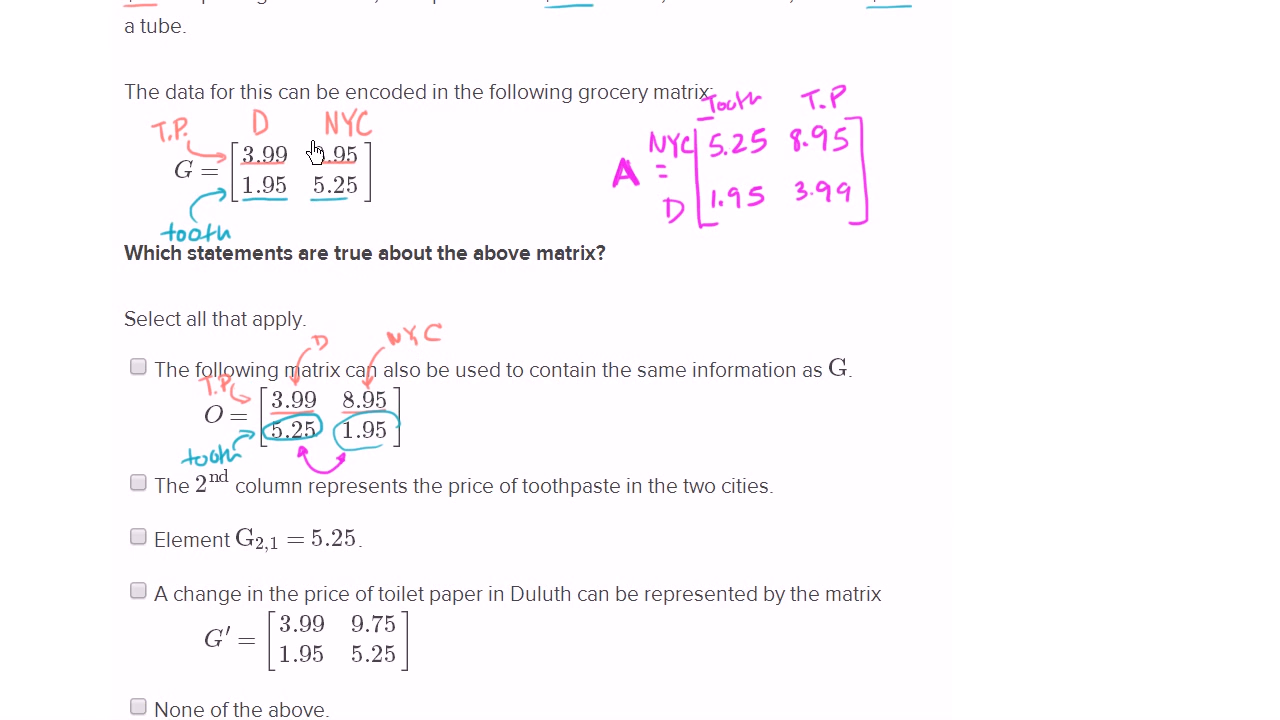 a tube.
The data for this can be encoded in the following grocery matrix:
Tooth T.P
T.P. D NYC
NYC 5.25 8.95
G = [3.99 .95]
[1.95 5.25]
A =
D 1.95 3.99
tooth
Which statements are true about the above matrix?
Select all that apply.
D NYC
The following matrix can also be used to contain the same information as G.
T.P.
O = [3.99 8.95]
[5.25 1.95]
tooth
The 2nd column represents the price of toothpaste in the two cities.
Element G2,1 = 5.25.
A change in the price of toilet paper in Duluth can be represented by the matrix
G′ = [3.99 9.75]
[1.95 5.25]
None of the above.